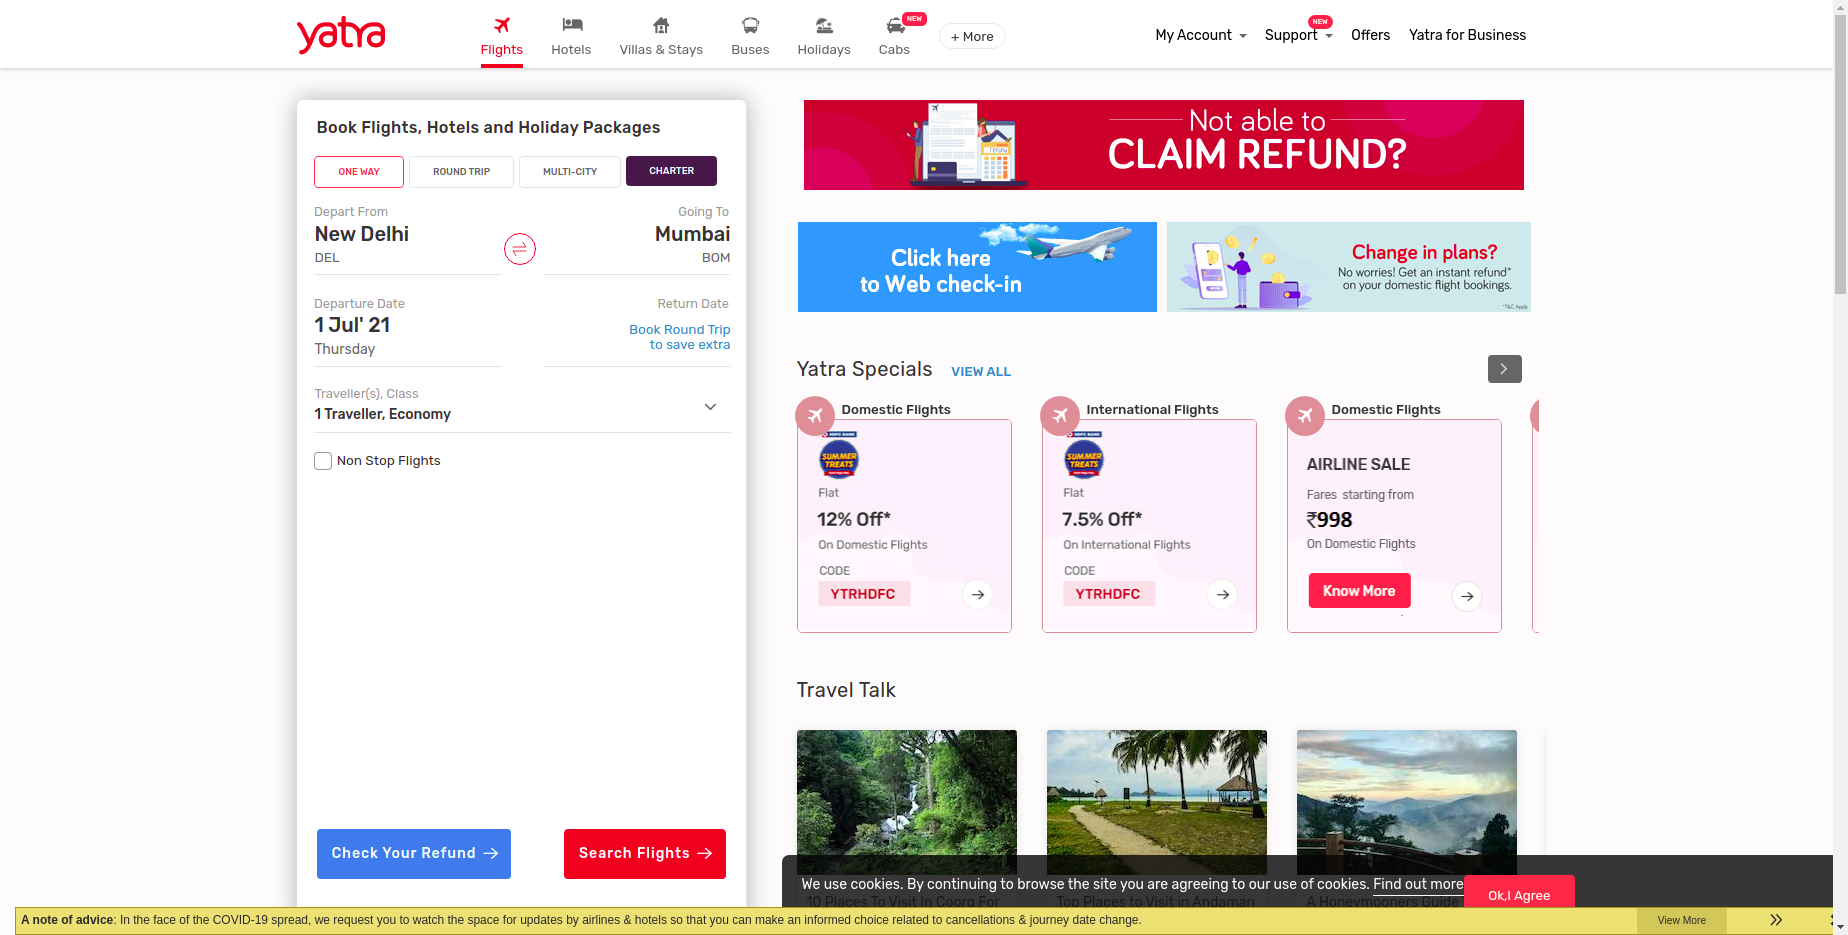 yatra
Flights
Hotels
Villas & Stays
Buses
Holidays
Cabs
NEW
+ More
My Account
Support
NEW
Offers
Yatra for Business
Book Flights, Hotels and Holiday Packages
ONE WAY
ROUND TRIP
MULTI-CITY
CHARTER
Depart From
New Delhi
DEL
Going To
Mumbai
BOM
Departure Date
1 Jul' 21
Thursday
Return Date
Book Round Trip
to save extra
Traveller(s), Class
1 Traveller, Economy
Non Stop Flights
Check Your Refund
Search Flights
Not able to
CLAIM REFUND?
Click here
to Web check-in
Change in plans?
No worries! Get an instant refund*
on your domestic flight bookings.
*T&C Apply
Yatra Specials
VIEW ALL
Domestic Flights
HDFC BANK
SUMMER
TREATS
Flat
12% Off*
On Domestic Flights
CODE
YTRHDFC
International Flights
HDFC BANK
SUMMER
TREATS
Flat
7.5% Off*
On International Flights
CODE
YTRHDFC
Domestic Flights
AIRLINE SALE
Fares starting from
₹998
On Domestic Flights
Know More
Travel Talk
10 Places To Visit In Coorg For
Top Places to Visit in Andaman
A Honeymooners Guide
We use cookies. By continuing to browse the site you are agreeing to our use of cookies. Find out more
Ok,I Agree
A note of advice: In the face of the COVID-19 spread, we request you to watch the space for updates by airlines & hotels so that you can make an informed choice related to cancellations & journey date change.
View More